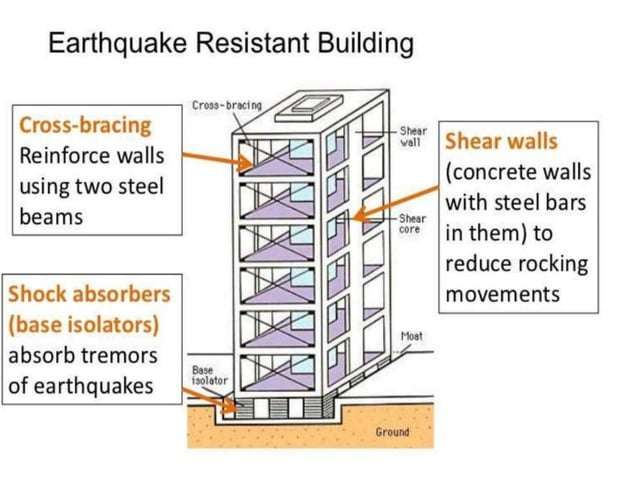 Earthquake Resistant Building
Cross-bracing
Cross-bracing
Reinforce walls
using two steel
beams
Shear
wall
Shear walls
(concrete walls
with steel bars
in them) to
reduce rocking
movements
Shear
core
Shock absorbers
(base isolators)
absorb tremors
of earthquakes
Moat
Base
isolator
Ground